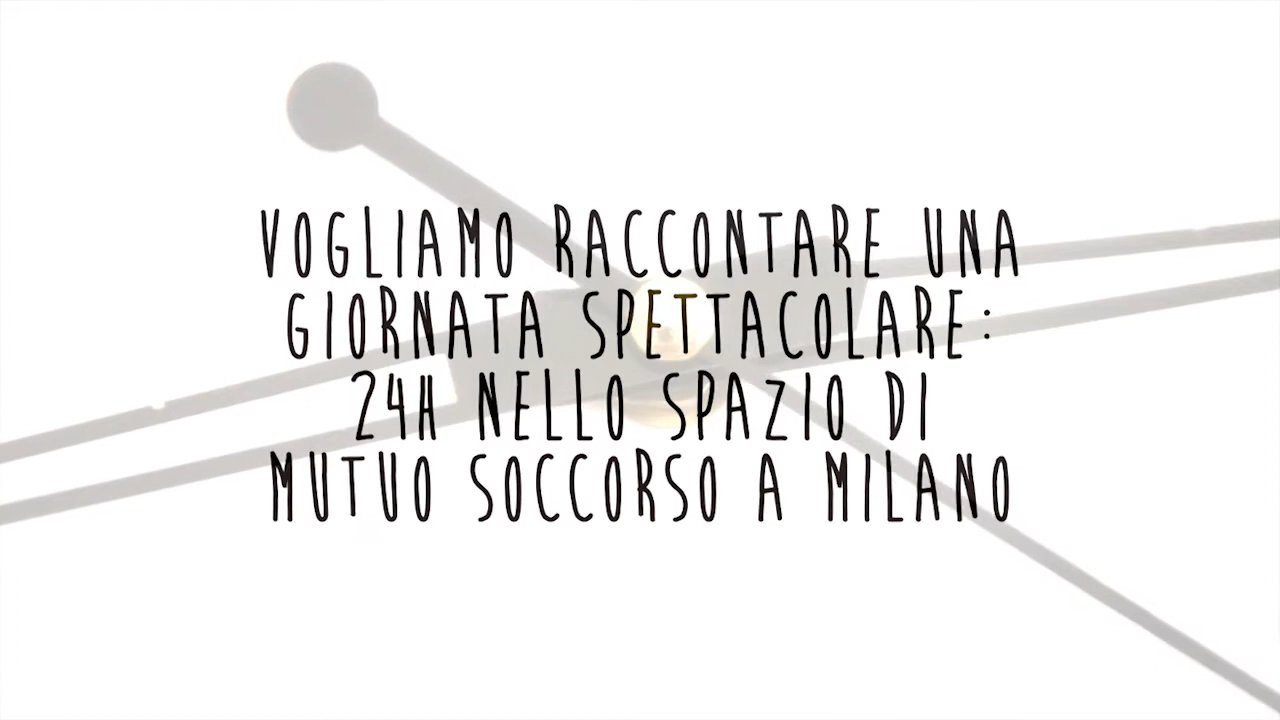 VOGLIAMO RACCONTARE UNA
GIORNATA SPETTACOLARE:
24H NELLO SPAZIO DI
MUTUO SOCCORSO A MILANO